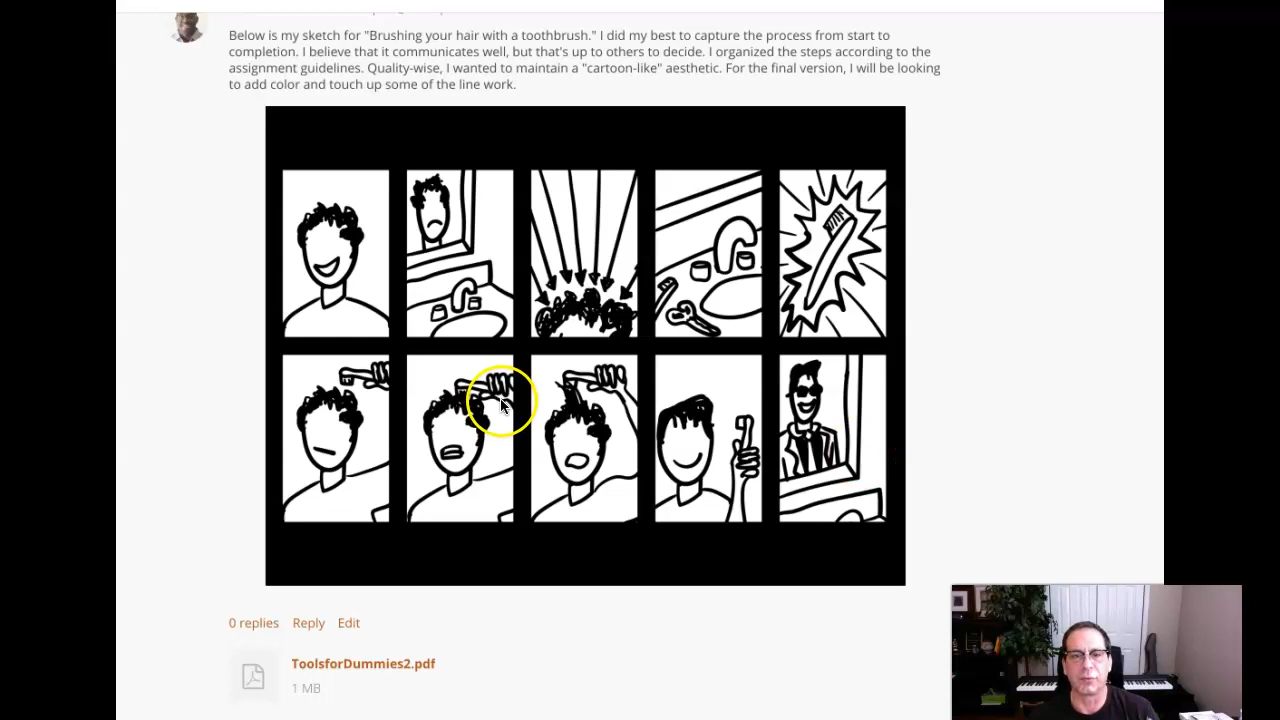 Below is my sketch for "Brushing your hair with a toothbrush." I did my best to capture the process from start to
completion. I believe that it communicates well, but that's up to others to decide. I organized the steps according to the
assignment guidelines. Quality-wise, I wanted to maintain a "cartoon-like" aesthetic. For the final version, I will be looking
to add color and touch up some of the line work.
0 replies Reply Edit
ToolsforDummies2.pdf
1 MB